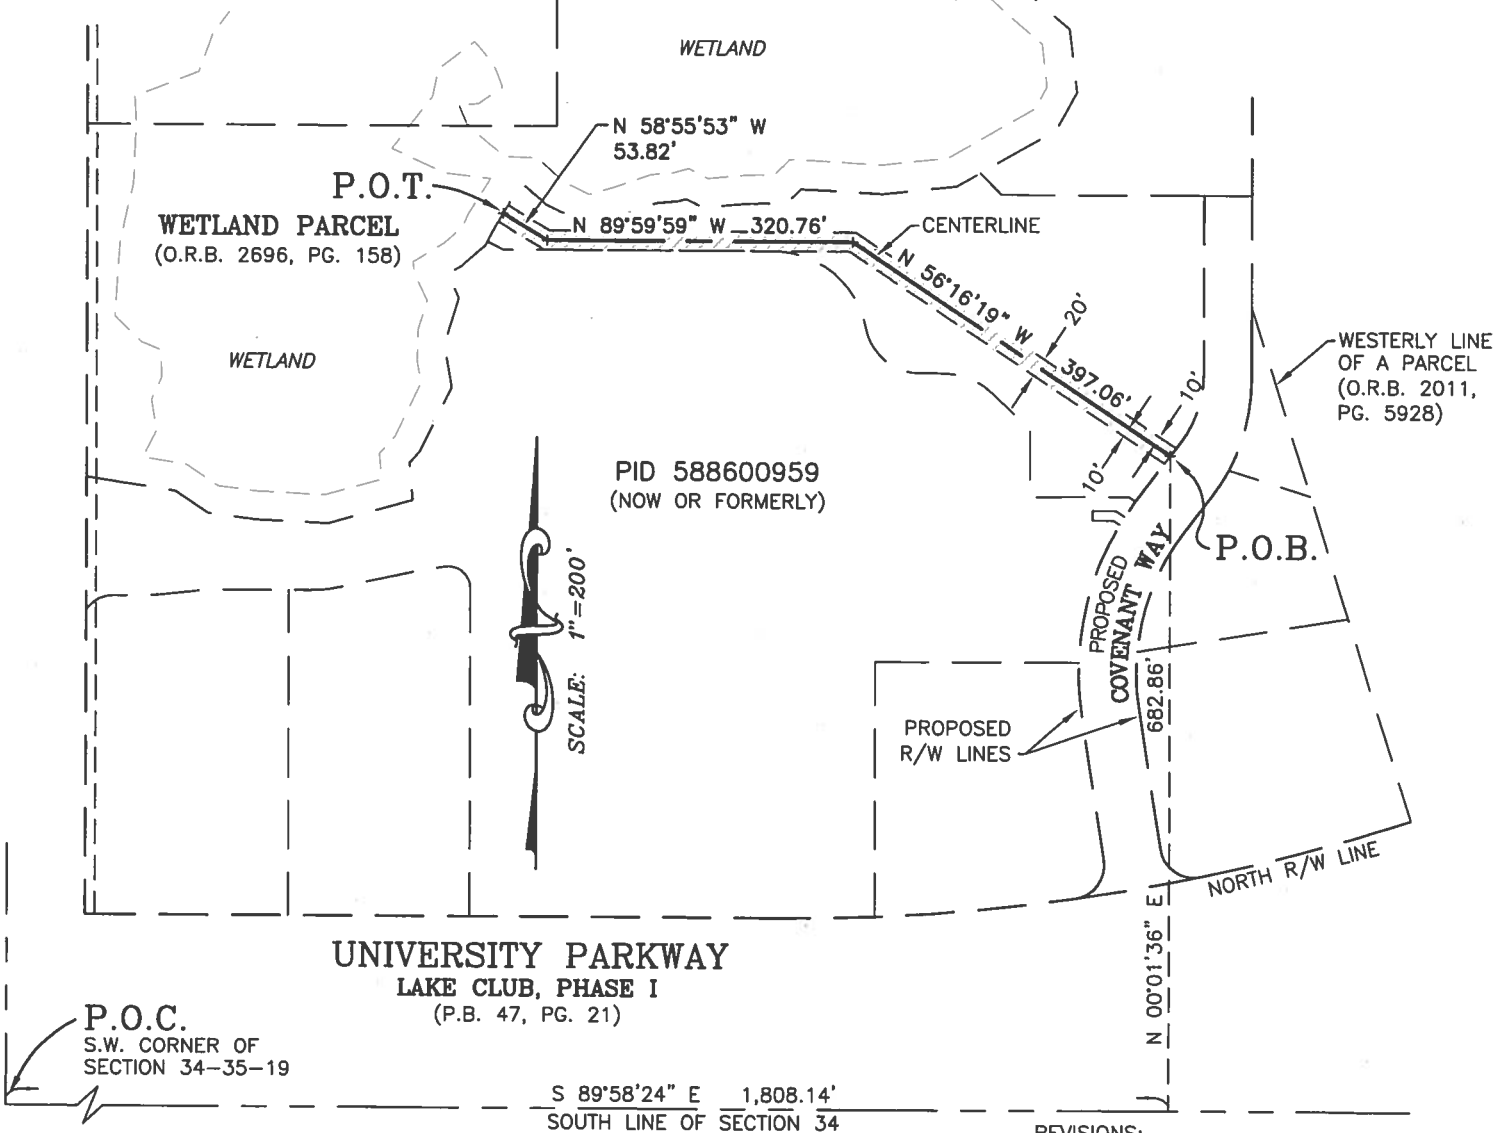 WETLAND
N 58°55'53" W
53.82'
P.O.T.
WETLAND PARCEL
(O.R.B. 2696, PG. 158)
N 89°59'59" W 320.76'
CENTERLINE
N 56°16'19" W
397.06'
20'
10'
10'
WESTERLY LINE
OF A PARCEL
(O.R.B. 2011,
PG. 5928)
WETLAND
PID 588600959
(NOW OR FORMERLY)
P.O.B.
SCALE: 1"=200'
PROPOSED
COVENANT WAY
682.86'
PROPOSED
R/W LINES
NORTH R/W LINE
N 00°01'36" E
UNIVERSITY PARKWAY
LAKE CLUB, PHASE I
(P.B. 47, PG. 21)
P.O.C.
S.W. CORNER OF
SECTION 34-35-19
S 89°58'24" E 1,808.14'
SOUTH LINE OF SECTION 34
REVISIONS: